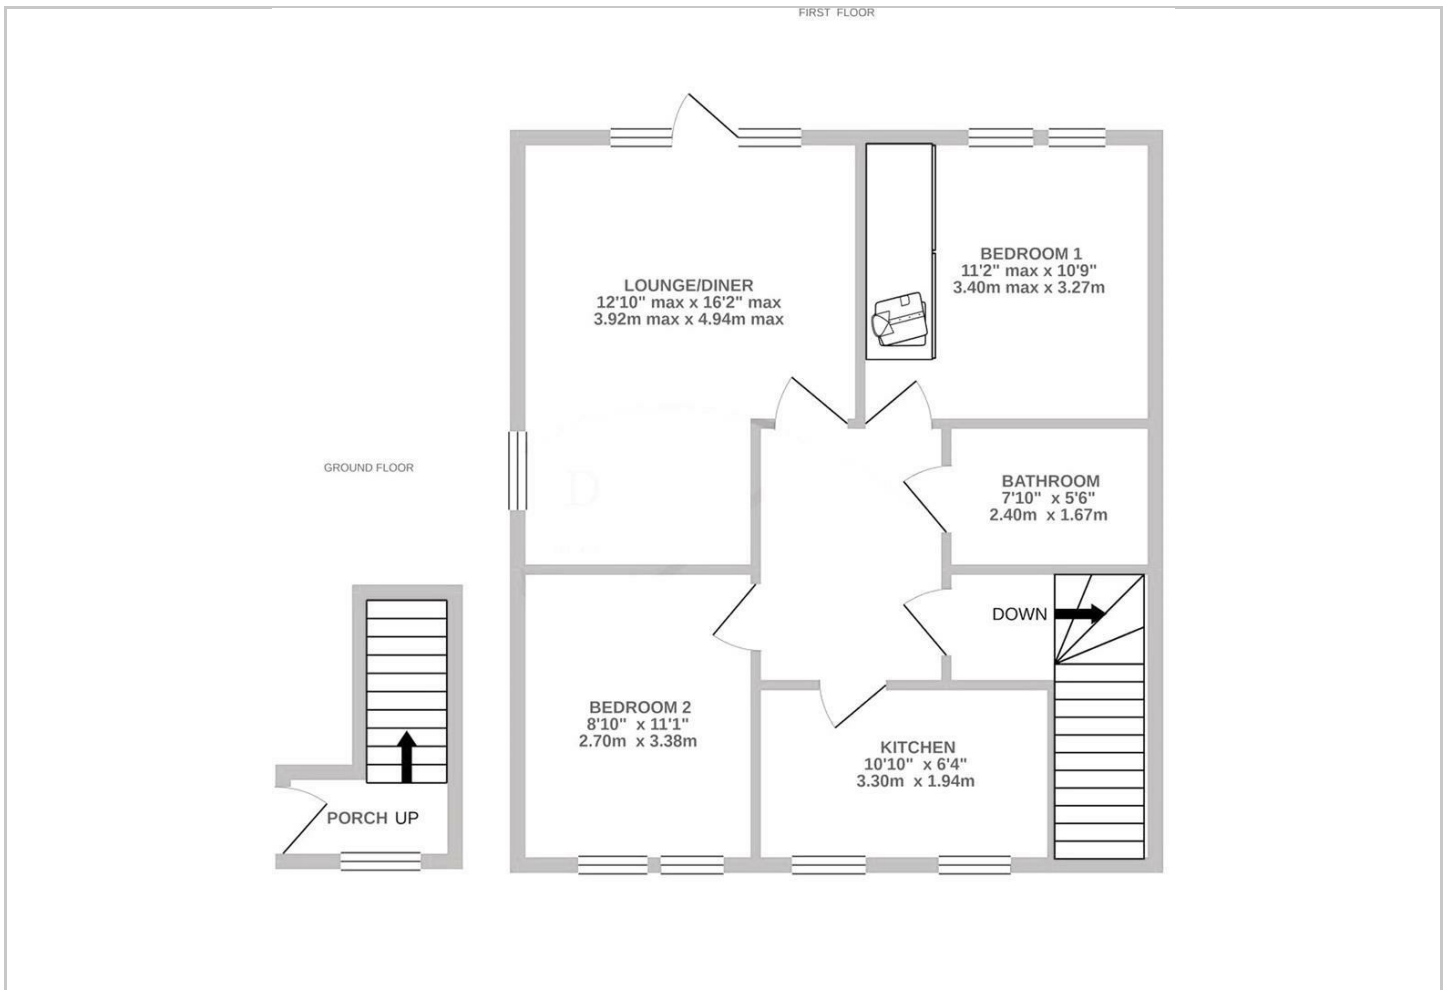 FIRST FLOOR
BEDROOM 1
11'2" max x 10'9"
3.40m max x 3.27m
LOUNGE/DINER
12'10" max x 16'2" max
3.92m max x 4.94m max
GROUND FLOOR
D
BATHROOM
7'10" x 5'6"
2.40m x 1.67m
DOWN
BEDROOM 2
8'10" x 11'1"
2.70m x 3.38m
KITCHEN
10'10" x 6'4"
3.30m x 1.94m
PORCH UP